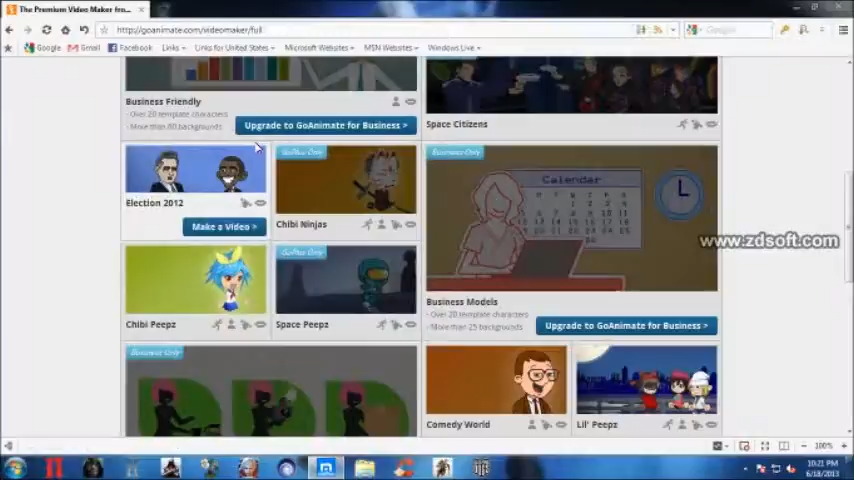 The Premium Video Maker fro...
http://goanimate.com/videomaker/full
Google
Google
Gmail
Facebook
Links
Links for United States
Microsoft Websites
MSN Websites
Windows Live
Business Friendly
- Over 20 template characters
- More than 80 backgrounds
Upgrade to GoAnimate for Business >
Space Citizens
Election 2012
Make a Video >
GoPlus Only
Chibi Ninjas
Business Only
Calendar
www.zdsoft.com
Chibi Peepz
GoPlus Only
Space Peepz
Business Models
- Over 20 template characters
- More than 25 backgrounds
Upgrade to GoAnimate for Business >
Business Only
Comedy World
Lil' Peepz
100%
10:21 PM
6/18/2013